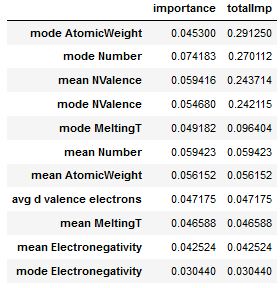 importance totalImp
mode AtomicWeight 0.045300 0.291250
mode Number 0.074183 0.270112
mean NValence 0.059416 0.243714
mode NValence 0.054680 0.242115
mode MeltingT 0.049182 0.096404
mean Number 0.059423 0.059423
mean AtomicWeight 0.056152 0.056152
avg d valence electrons 0.047175 0.047175
mean MeltingT 0.046588 0.046588
mean Electronegativity 0.042524 0.042524
mode Electronegativity 0.030440 0.030440